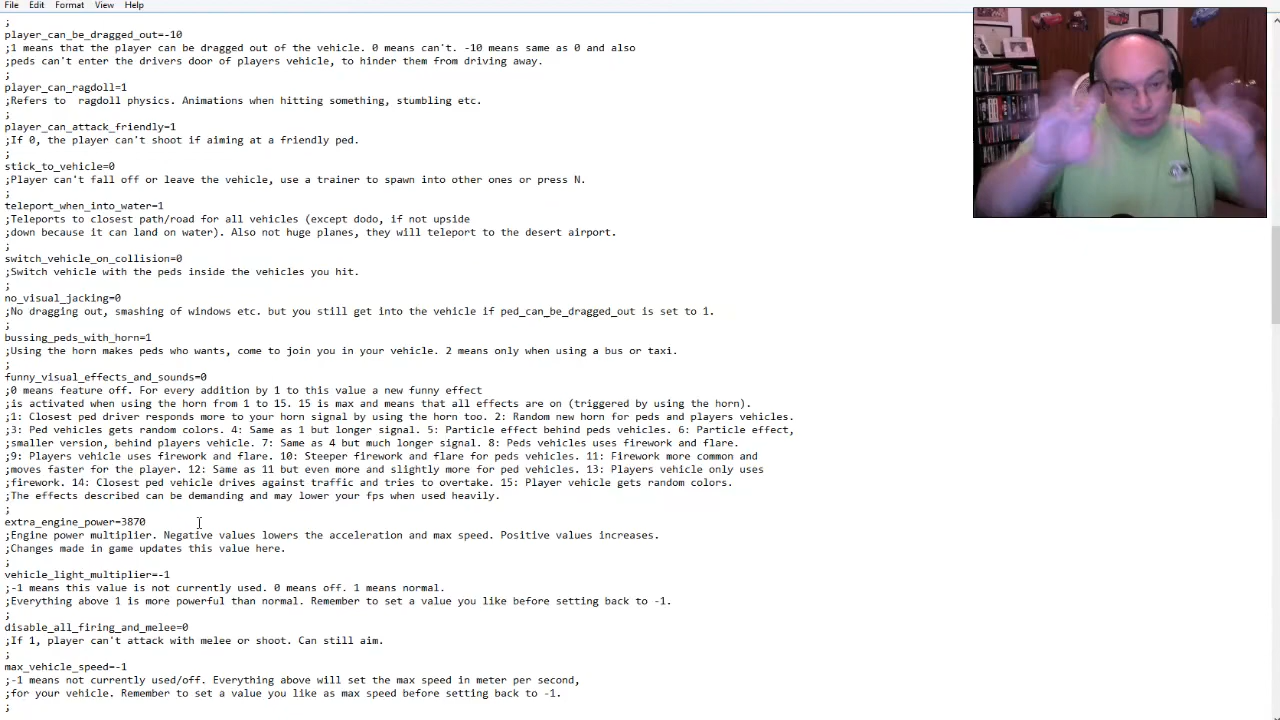 File Edit Format View Help
;
player_can_be_dragged_out=-10
;1 means that the player can be dragged out of the vehicle. 0 means can't. -10 means same as 0 and also
;peds can't enter the drivers door of players vehicle, to hinder them from driving away.
;
player_can_ragdoll=1
;Refers to  ragdoll physics. Animations when hitting something, stumbling etc.
;
player_can_attack_friendly=1
;If 0, the player can't shoot if aiming at a friendly ped.
;
stick_to_vehicle=0
;Player can't fall off or leave the vehicle, use a trainer to spawn into other ones or press N.
;
teleport_when_into_water=1
;Teleports to closest path/road for all vehicles (except dodo, if not upside
;down because it can land on water). Also not huge planes, they will teleport to the desert airport.
;
switch_vehicle_on_collision=0
;Switch vehicle with the peds inside the vehicles you hit.
;
no_visual_jacking=0
;No dragging out, smashing of windows etc. but you still get into the vehicle if ped_can_be_dragged_out is set to 1.
;
bussing_peds_with_horn=1
;Using the horn makes peds who wants, come to join you in your vehicle. 2 means only when using a bus or taxi.
;
funny_visual_effects_and_sounds=0
;0 means feature off. For every addition by 1 to this value a new funny effect
;is activated when using the horn from 1 to 15. 15 is max and means that all effects are on (triggered by using the horn).
;1: Closest ped driver responds more to your horn signal by using the horn too. 2: Random new horn for peds and players vehicles.
;3: Ped vehicles gets random colors. 4: Same as 1 but longer signal. 5: Particle effect behind peds vehicles. 6: Particle effect,
;smaller version, behind players vehicle. 7: Same as 4 but much longer signal. 8: Peds vehicles uses firework and flare.
;9: Players vehicle uses firework and flare. 10: Steeper firework and flare for peds vehicles. 11: Firework more common and
;moves faster for the player. 12: Same as 11 but even more and slightly more for ped vehicles. 13: Players vehicle only uses
;firework. 14: Closest ped vehicle drives against traffic and tries to overtake. 15: Player vehicle gets random colors.
;The effects described can be demanding and may lower your fps when used heavily.
;
extra_engine_power=3870
;Engine power multiplier. Negative values lowers the acceleration and max speed. Positive values increases.
;Changes made in game updates this value here.
;
vehicle_light_multiplier=-1
;-1 means this value is not currently used. 0 means off. 1 means normal.
;Everything above 1 is more powerful than normal. Remember to set a value you like before setting back to -1.
;
disable_all_firing_and_melee=0
;If 1, player can't attack with melee or shoot. Can still aim.
;
max_vehicle_speed=-1
;-1 means not currently used/off. Everything above will set the max speed in meter per second,
;for your vehicle. Remember to set a value you like as max speed before setting back to -1.
;